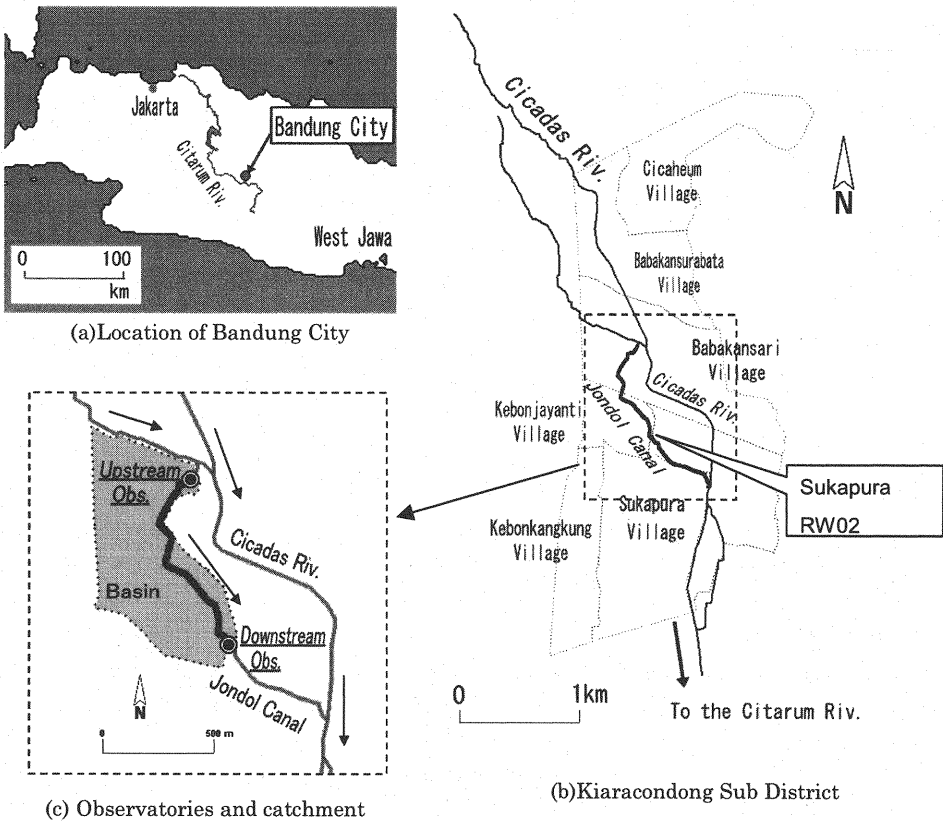 Jakarta
Bandung City
Citarum Riv.
West Jawa
0 100
km
(a)Location of Bandung City
Cicadas Riv.
Cicaheum
Village
N
Babakansurabata
Village
Babakansari
Village
Cicadas Riv.
Kebonjayanti
Village
Jondol Canal
Sukapura
RW02
Sukapura
Village
Kebonkangkung
Village
0 1km
To the Citarum Riv.
(b)Kiaracondong Sub District
Upstream
Obs.
Cicadas Riv.
Basin
Downstream
Obs.
Jondol Canal
N
0 500 m
(c) Observatories and catchment